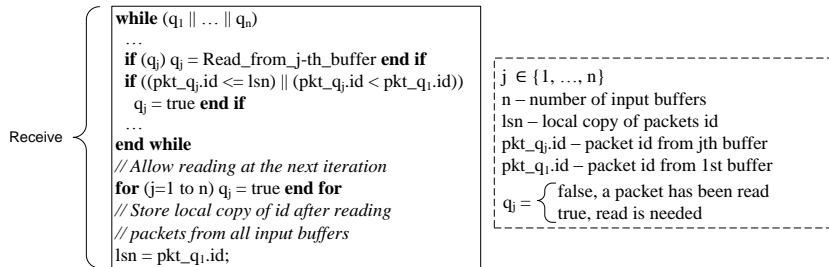 Receive
while (q₁ || … || qₙ)
…
if (qⱼ) qⱼ = Read_from_j-th_buffer end if
if ((pkt_qⱼ.id <= lsn) || (pkt_qⱼ.id < pkt_q₁.id))
qⱼ = true end if
…
end while
// Allow reading at the next iteration
for (j=1 to n) qⱼ = true end for
// Store local copy of id after reading
// packets from all input buffers
lsn = pkt_q₁.id;
j ∈ {1, …, n}
n – number of input buffers
lsn – local copy of packets id
pkt_qⱼ.id – packet id from jth buffer
pkt_q₁.id – packet id from 1st buffer
qⱼ =
false, a packet has been read
true, read is needed